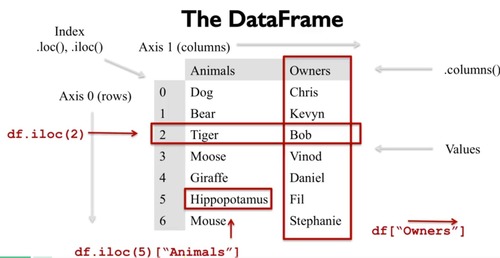 The DataFrame
Index
.loc(), .iloc()
Axis 1 (columns)
Animals Owners
.columns()
Axis 0 (rows)
0 Dog Chris
1 Bear Kevyn
df.iloc(2)
2 Tiger Bob
3 Moose Vinod
Values
4 Giraffe Daniel
5 Hippopotamus Fil
6 Mouse Stephanie
df["Owners"]
df.iloc(5)["Animals"]